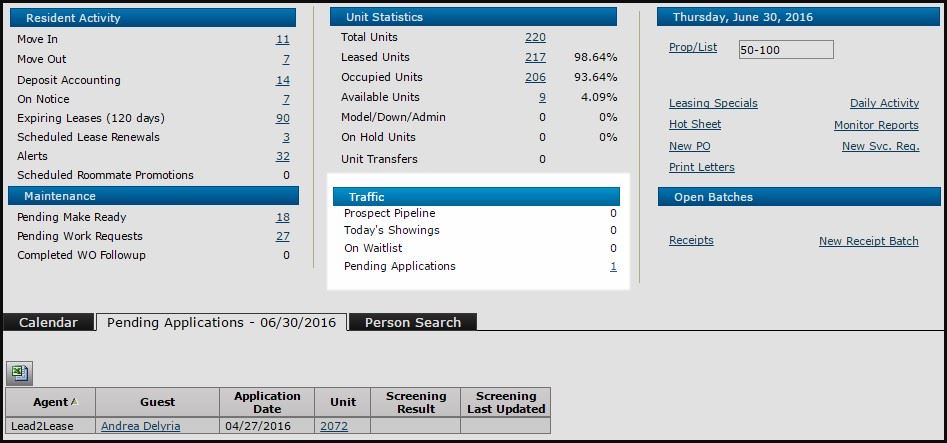 Resident Activity
Move In 11
Move Out 7
Deposit Accounting 14
On Notice 7
Expiring Leases (120 days) 90
Scheduled Lease Renewals 3
Alerts 32
Scheduled Roommate Promotions 0
Maintenance
Pending Make Ready 18
Pending Work Requests 27
Completed WO Followup 0
Unit Statistics
Total Units 220
Leased Units 217 98.64%
Occupied Units 206 93.64%
Available Units 9 4.09%
Model/Down/Admin 0 0%
On Hold Units 0 0%
Unit Transfers 0
Traffic
Prospect Pipeline 0
Today's Showings 0
On Waitlist 0
Pending Applications 1
Thursday, June 30, 2016
Prop/List 50-100
Leasing Specials Daily Activity
Hot Sheet Monitor Reports
New PO New Svc. Req.
Print Letters
Open Batches
Receipts New Receipt Batch
Calendar Pending Applications - 06/30/2016 Person Search
Agent Guest Application Date Unit Screening Result Screening Last Updated
Lead2Lease Andrea Delyria 04/27/2016 2072